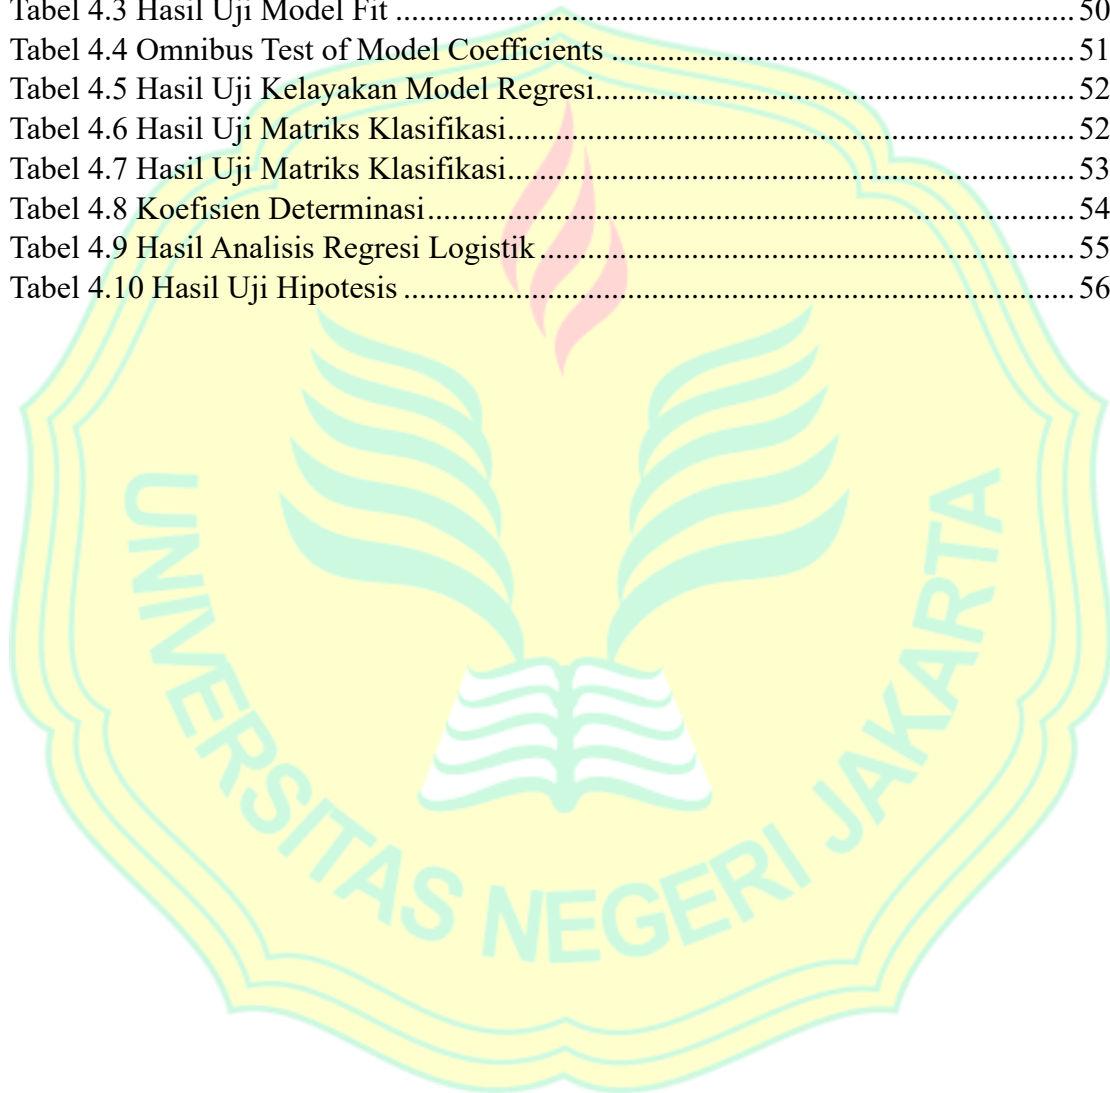 Tabel 4.3 Hasil Uji Model Fit ........................................................................ 50
Tabel 4.4 Omnibus Test of Model Coefficients ................................................. 51
Tabel 4.5 Hasil Uji Kelayakan Model Regresi................................................... 52
Tabel 4.6 Hasil Uji Matriks Klasifikasi............................................................ 52
Tabel 4.7 Hasil Uji Matriks Klasifikasi............................................................ 53
Tabel 4.8 Koefisien Determinasi..................................................................... 54
Tabel 4.9 Hasil Analisis Regresi Logistik ......................................................... 55
Tabel 4.10 Hasil Uji Hipotesis ....................................................................... 56
UNIVERSITAS NEGERI JAKARTA